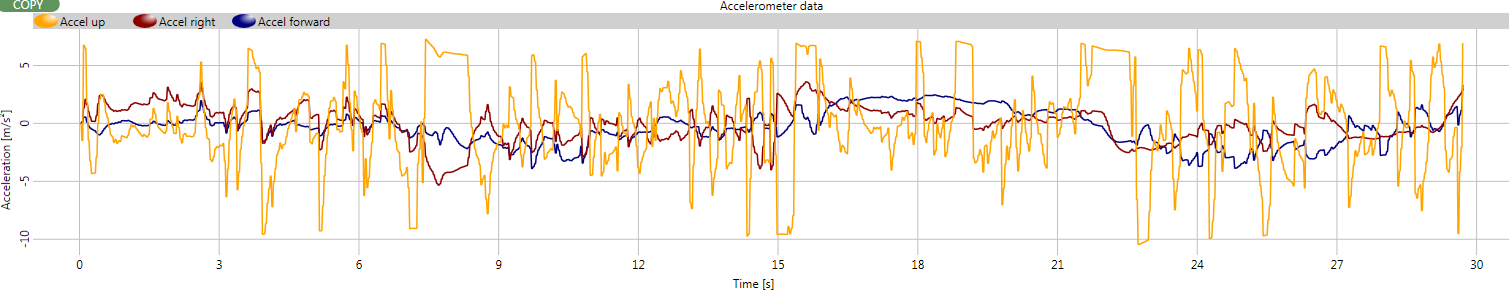 COPY
Accelerometer data
Accel up Accel right Accel forward
5
0
-5
-10
Acceleration [m/s²]
0 3 6 9 12 15 18 21 24 27 30
Time [s]